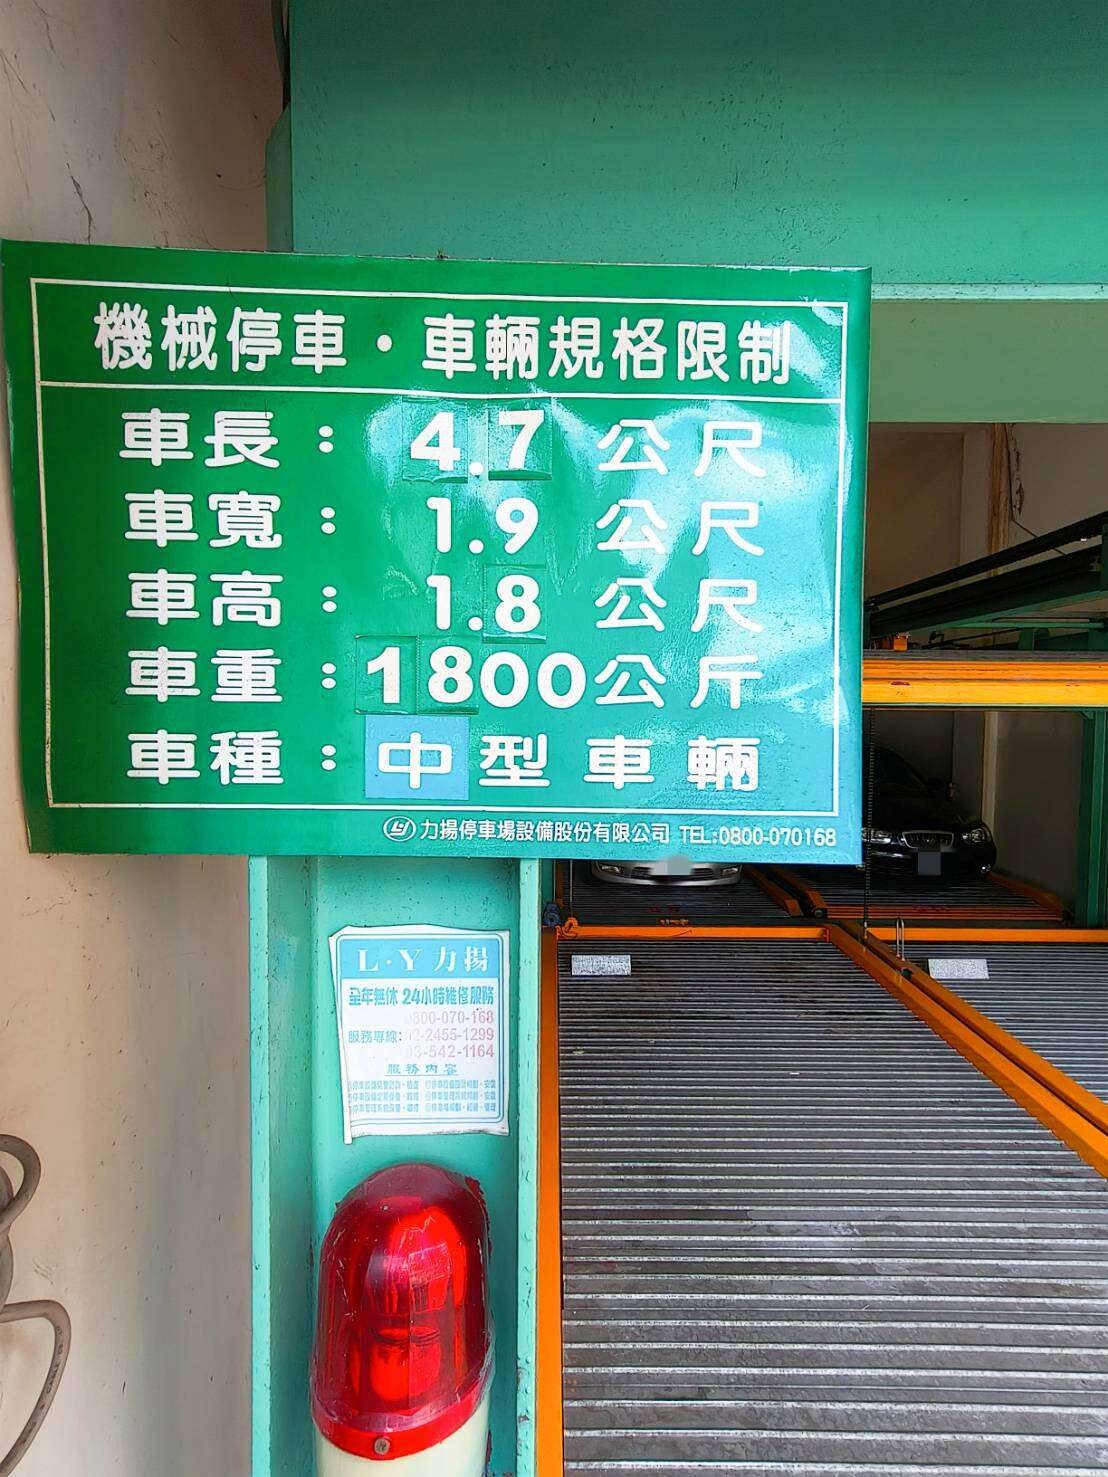 機械停車・車輛規格限制
車長：4.7公尺
車寬：1.9公尺
車高：1.8公尺
車重：1800公斤
車種：中型車輛
力揚停車場設備股份有限公司 TEL:0800-070168
L·Y力揚
全年無休 24小時維修服務
0800-070-168
服務專線：02-2455-1299
03-542-1164
服務內容